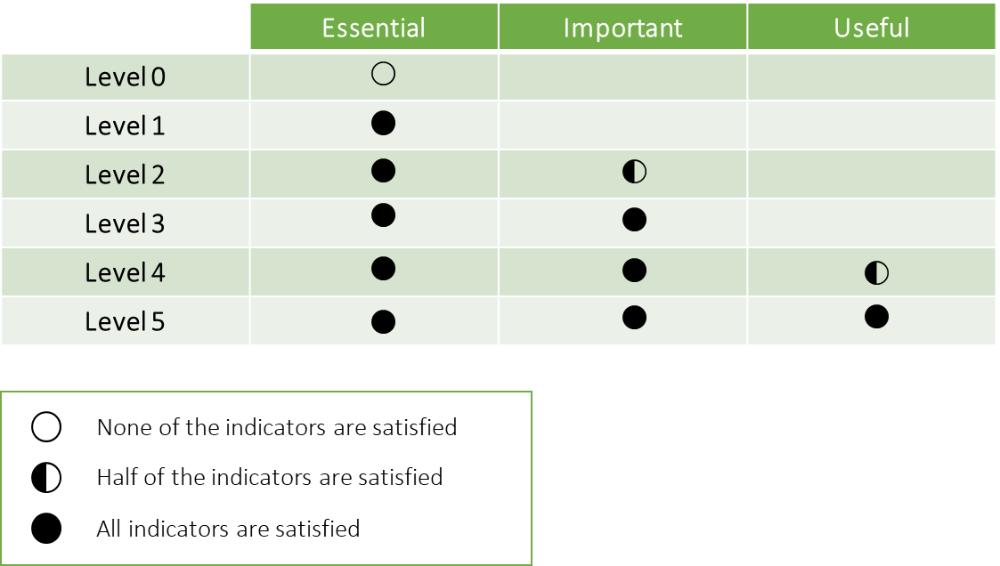 Essential Important Useful
Level 0
Level 1
Level 2
Level 3
Level 4
Level 5
None of the indicators are satisfied
Half of the indicators are satisfied
All indicators are satisfied